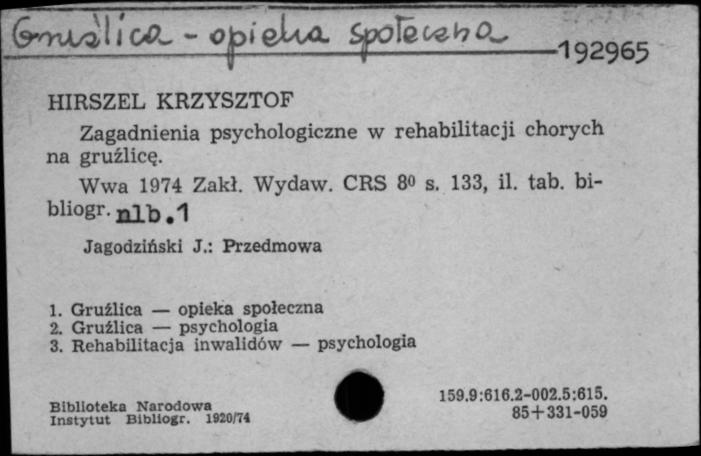 Gruźlica - opieka społeczna
192965
HIRSZEL KRZYSZTOF
Zagadnienia psychologiczne w rehabilitacji chorych
na gruźlicę.
Wwa 1974 Zakł. Wydaw. CRS 8⁰ s. 133, il. tab. bi-
bliogr. nlb.1
Jagodziński J.: Przedmowa
1. Gruźlica — opieka społeczna
2. Gruźlica — psychologia
3. Rehabilitacja inwalidów — psychologia
Biblioteka Narodowa
Instytut Bibliogr. 1920/74
159.9:616.2-002.5:615.
85+331-059